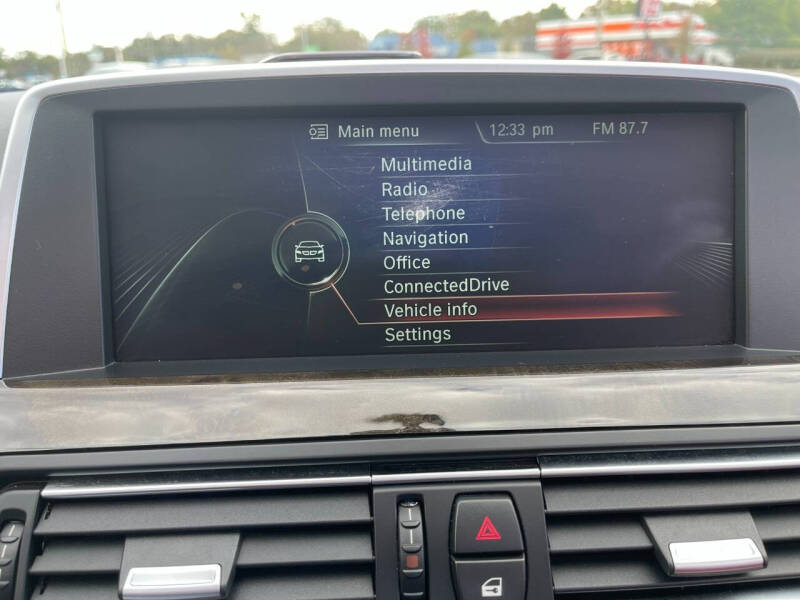 Main menu 12:33 pm FM 87.7
Multimedia
Radio
Telephone
Navigation
Office
ConnectedDrive
Vehicle info
Settings